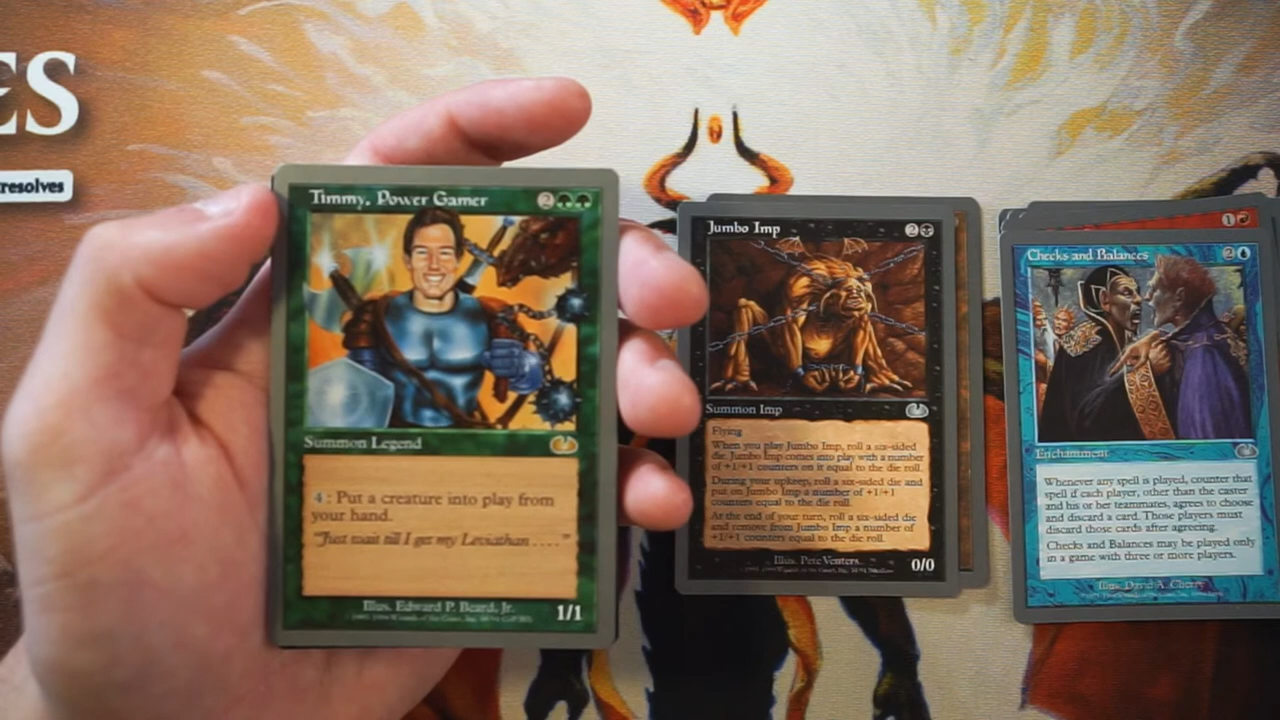 ES
resolves
Timmy, Power Gamer
2
Summon Legend
4: Put a creature into play from
your hand.
"Just wait till I get my Leviathan . . . ."
Illus. Edward P. Beard, Jr.
1/1
Jumbo Imp
2
Summon Imp
Flying
When you play Jumbo Imp, roll a six-sided
die. Jumbo Imp comes into play with a number
of +1/+1 counters on it equal to the die roll.
During your upkeep, roll a six-sided die and
put on Jumbo Imp a number of +1/+1
counters equal to the die roll.
At the end of your turn, roll a six-sided die
and remove from Jumbo Imp a number of
+1/+1 counters equal to the die roll.
Illus. Pete Venters
0/0
1
Checks and Balances
2
Enchantment
Whenever any spell is played, counter that
spell if each player, other than the caster
and his or her teammates, agrees to choose
and discard a card. Those players must
discard those cards after agreeing.
Checks and Balances may be played only
in a game with three or more players.
Illus. David A. Cherry